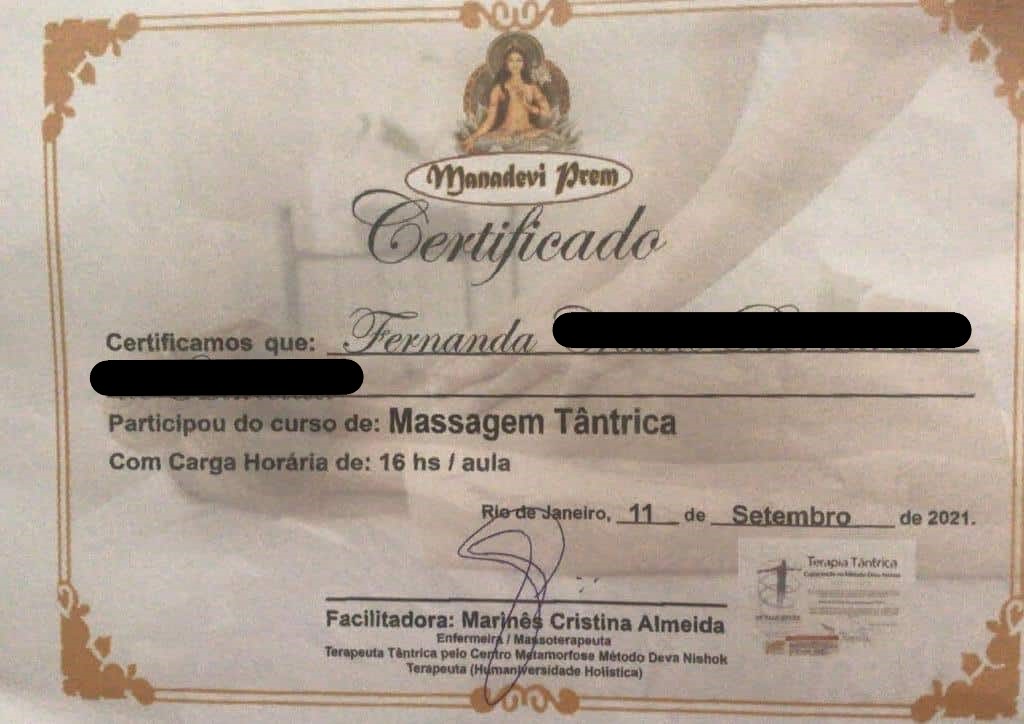 Manadevi Prem
Certificado
Certificamos que: Fernanda
Participou do curso de: Massagem Tântrica
Com Carga Horária de: 16 hs / aula
Rio de Janeiro, 11 de Setembro de 2021.
Terapia Tântrica
Facilitadora: Marinês Cristina Almeida
Enfermeira / Massoterapeuta
Terapeuta Tântrica pelo Centro Metamorfose Método Deva Nishok
Terapeuta (Humaniversidade Holística)